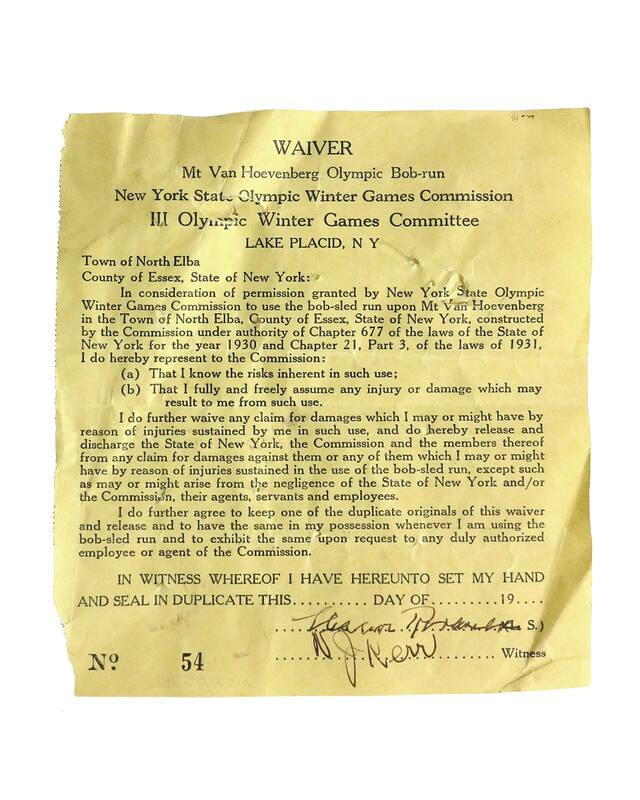 WAIVER
Mt Van Hoevenberg Olympic Bob-run
New York State Olympic Winter Games Commission
III Olympic Winter Games Committee
LAKE PLACID, N Y
Town of North Elba
County of Essex, State of New York:
In consideration of permission granted by New York State Olympic
Winter Games Commission to use the bob-sled run upon Mt Van Hoevenberg
in the Town of North Elba, County of Essex, State of New York, constructed
by the Commission under authority of Chapter 677 of the laws of the State of
New York for the year 1930 and Chapter 21, Part 3, of the laws of 1931,
I do hereby represent to the Commission:
(a) That I know the risks inherent in such use;
(b) That I fully and freely assume any injury or damage which may
result to me from such use.
I do further waive any claim for damages which I may or might have by
reason of injuries sustained by me in such use, and do hereby release and
discharge the State of New York, the Commission and the members thereof
from any claim for damages against them or any of them which I may or might
have by reason of injuries sustained in the use of the bob-sled run, except such
as may or might arise from the negligence of the State of New York and/or
the Commission, their agents, servants and employees.
I do further agree to keep one of the duplicate originals of this waiver
and release and to have the same in my possession whenever I am using the
bob-sled run and to exhibit the same upon request to any duly authorized
employee or agent of the Commission.
IN WITNESS WHEREOF I HAVE HEREUNTO SET MY HAND
AND SEAL IN DUPLICATE THIS.......... DAY OF..........19....
S.)
N J Kerr Witness
No 54